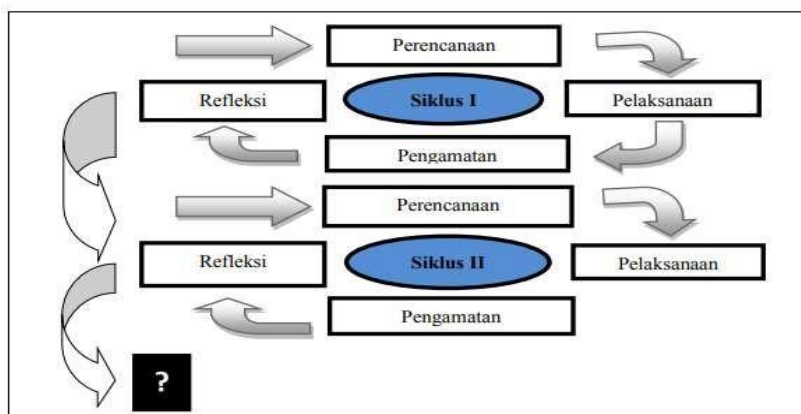 Perencanaan
Refleksi
Siklus I
Pelaksanaan
Pengamatan
Perencanaan
Refleksi
Siklus II
Pelaksanaan
Pengamatan
?